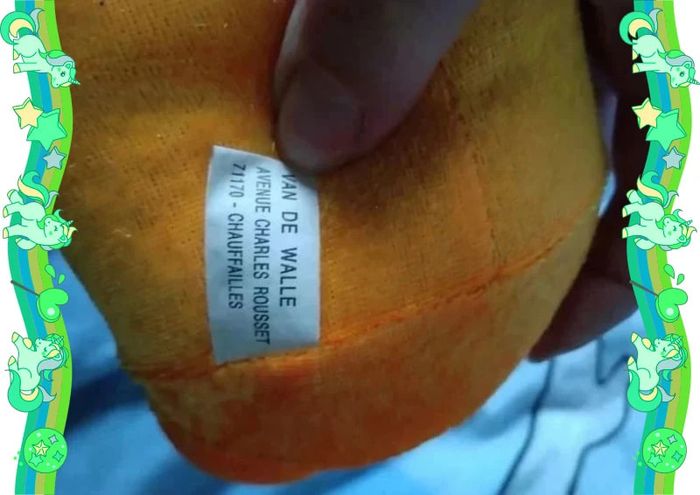 VAN DE WALLE
AVENUE CHARLES ROUSSET
71170 - CHAUFFAILLES